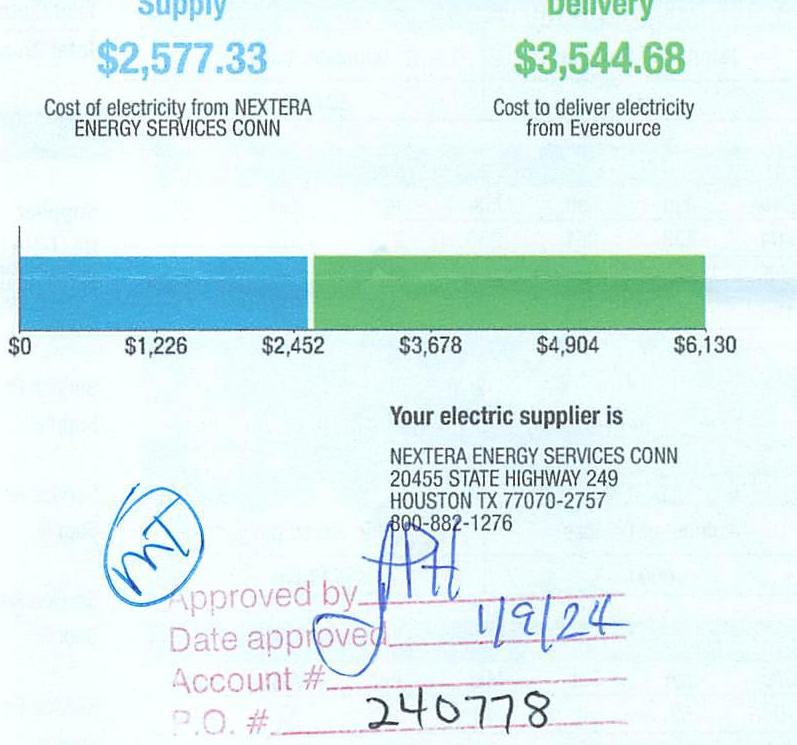 Supply Delivery
$2,577.33 $3,544.68
Cost of electricity from NEXTERA
ENERGY SERVICES CONN
Cost to deliver electricity
from Eversource
$0 $1,226 $2,452 $3,678 $4,904 $6,130
Your electric supplier is
NEXTERA ENERGY SERVICES CONN
20455 STATE HIGHWAY 249
HOUSTON TX 77070-2757
800-882-1276
Approved by
Date approved 1/9/24
Account #
P.O. # 240778